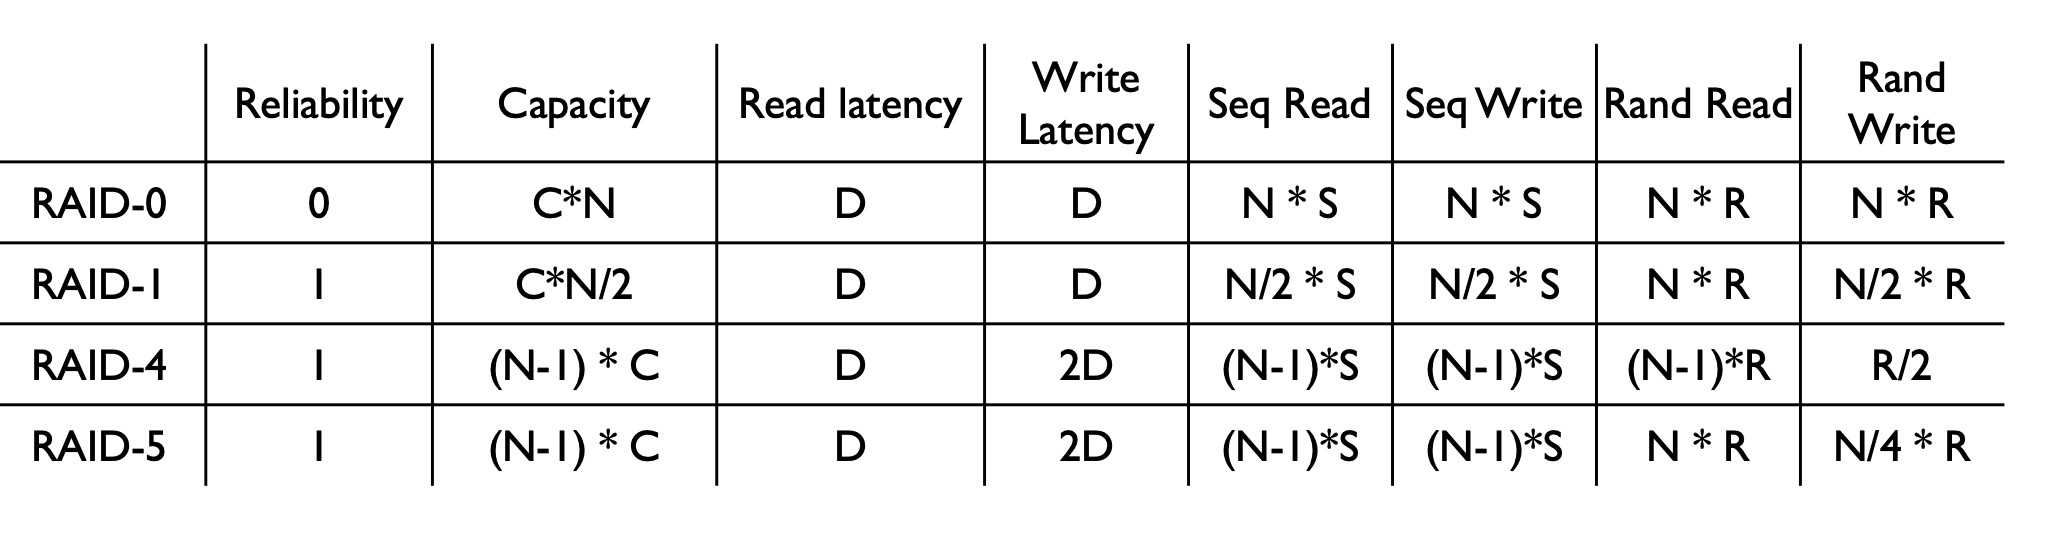 Reliability Capacity Read latency Write Latency Seq Read Seq Write Rand Read Rand Write
RAID-0 0 C*N D D N * S N * S N * R N * R
RAID-1 1 C*N/2 D D N/2 * S N/2 * S N * R N/2 * R
RAID-4 1 (N-1) * C D 2D (N-1)*S (N-1)*S (N-1)*R R/2
RAID-5 1 (N-1) * C D 2D (N-1)*S (N-1)*S N * R N/4 * R